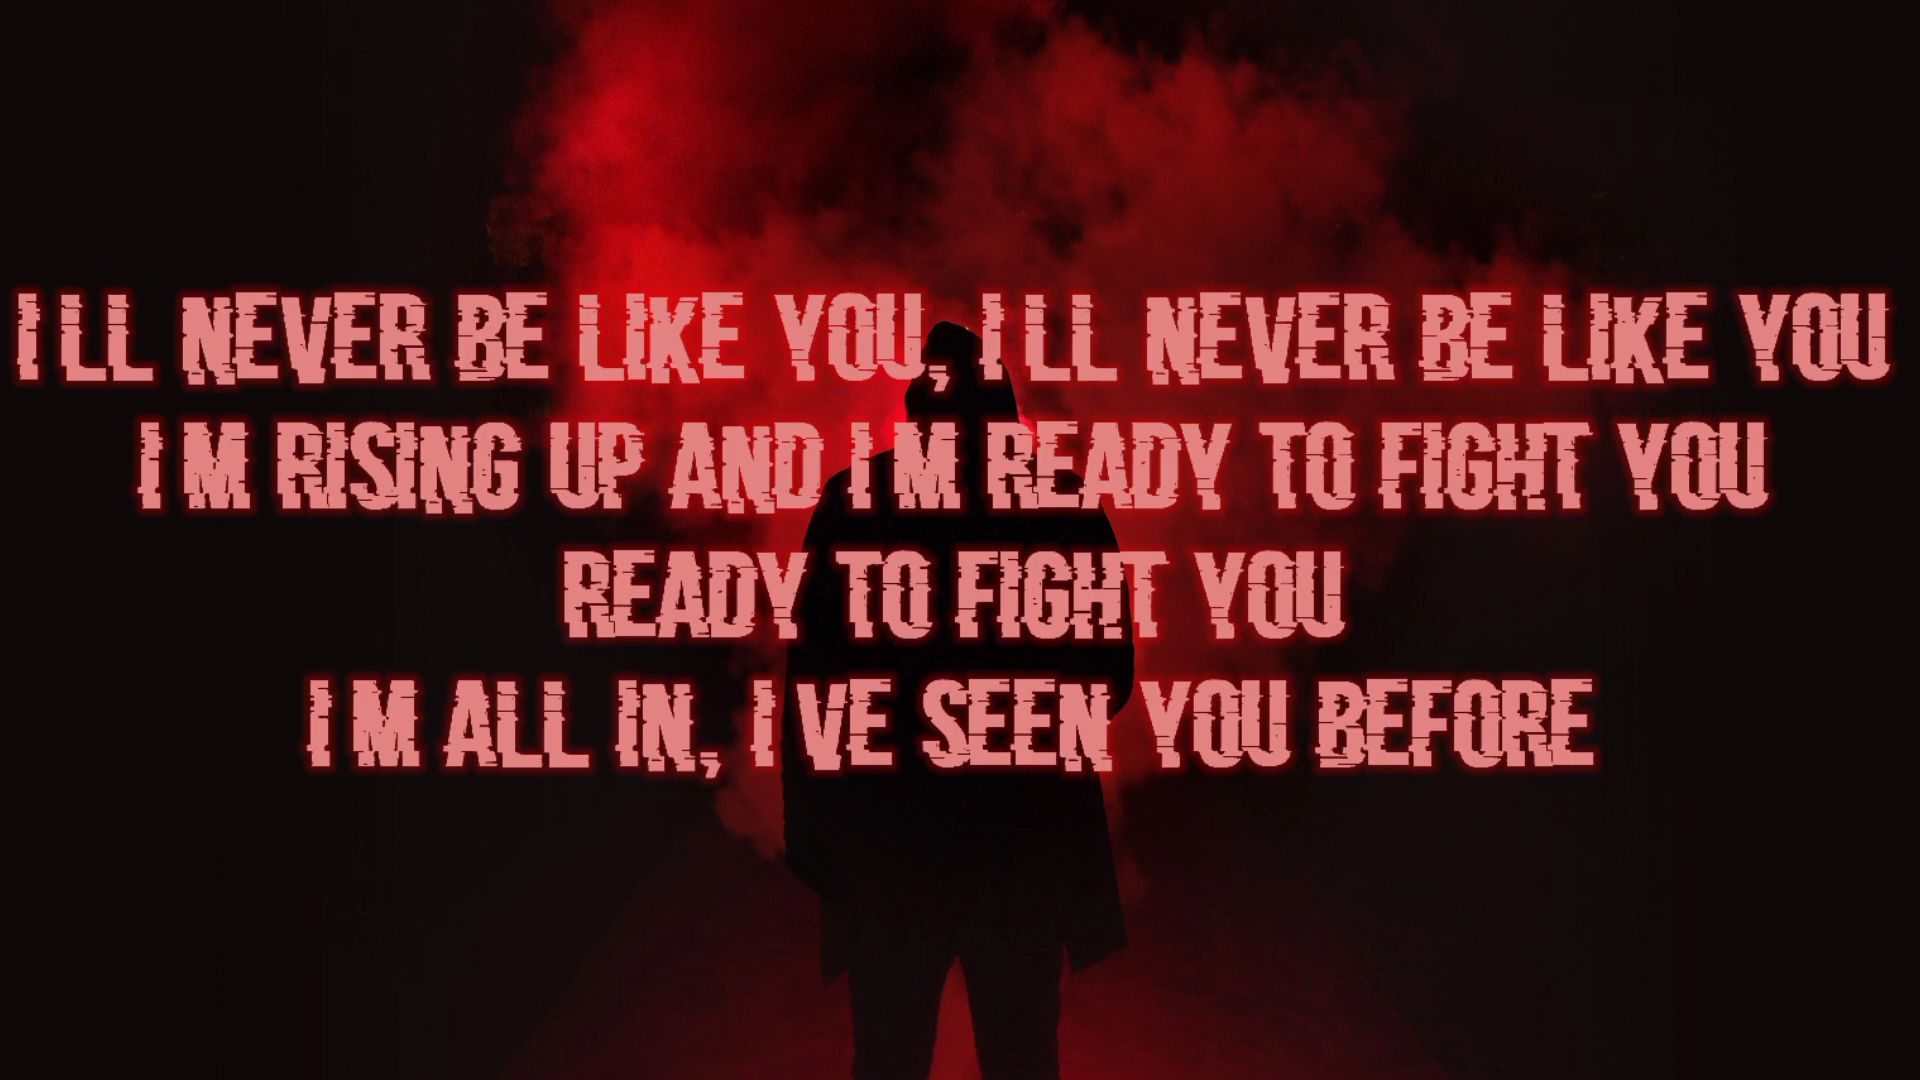 I LL NEVER BE LIKE YOU, I LL NEVER BE LIKE YOU
I M RISING UP AND I M READY TO FIGHT YOU
READY TO FIGHT YOU
I M ALL IN, I VE SEEN YOU BEFORE